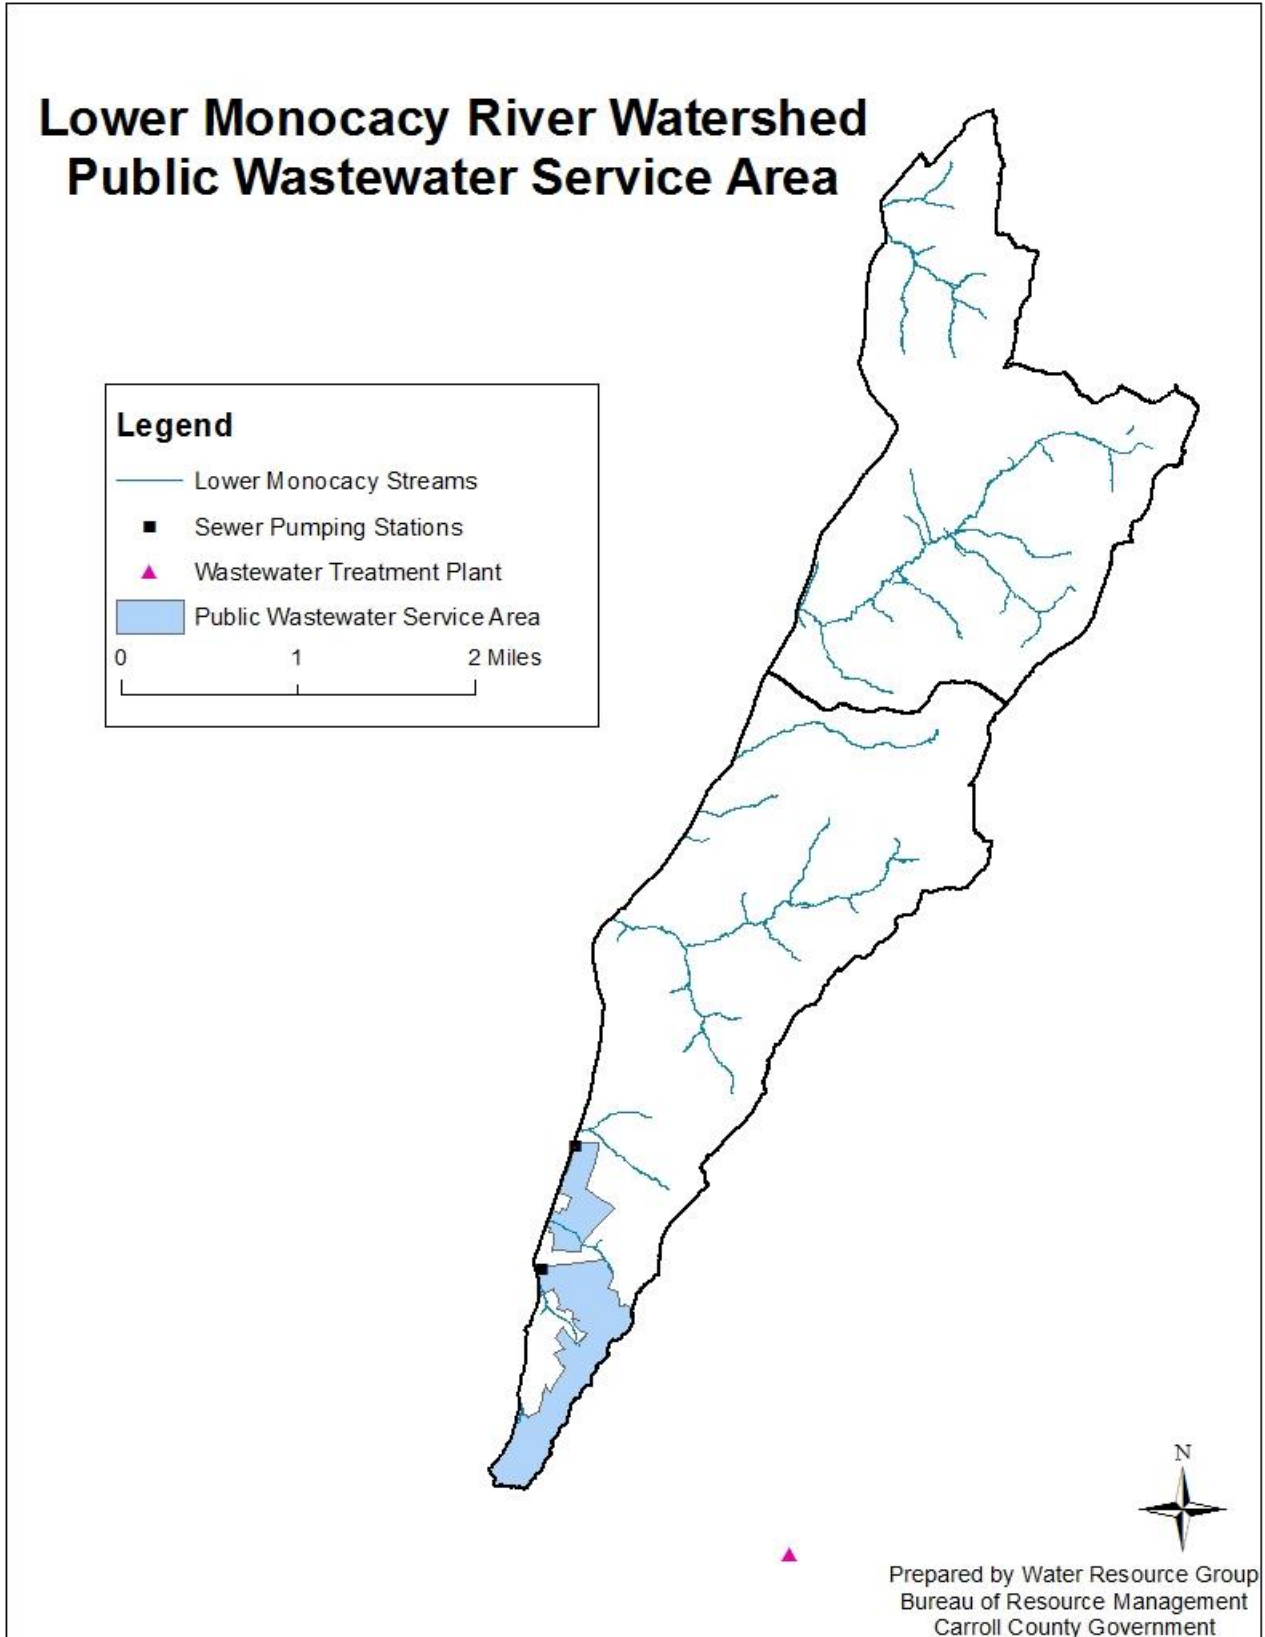 Lower Monocacy River Watershed
Public Wastewater Service Area
Legend
Lower Monocacy Streams
Sewer Pumping Stations
Wastewater Treatment Plant
Public Wastewater Service Area
0 1 2 Miles
N
Prepared by Water Resource Group
Bureau of Resource Management
Carroll County Government